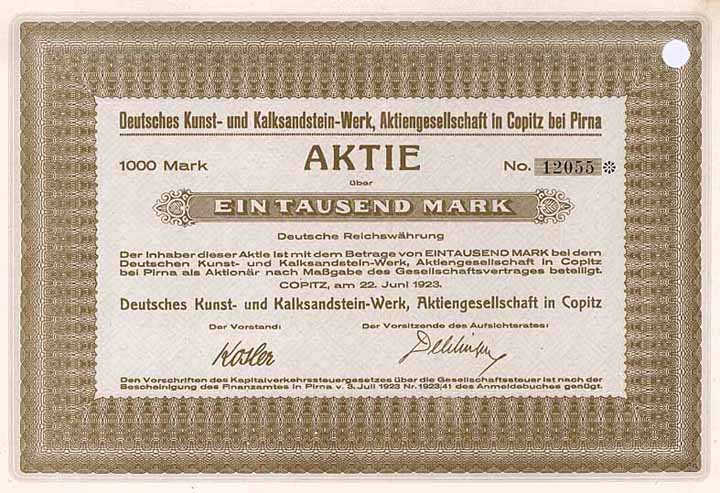 Deutsches Kunst- und Kalksandstein-Werk, Aktiengesellschaft in Copitz bei Pirna
1000 Mark AKTIE No. 12055 ❊
über
EIN TAUSEND MARK
Deutsche Reichswährung
Der Inhaber dieser Aktie ist mit dem Betrage von EINTAUSEND MARK bei dem
Deutschen Kunst- und Kalksandstein-Werk, Aktiengesellschaft in Copitz
bei Pirna als Aktionär nach Maßgabe des Gesellschaftsvertrages beteiligt.
COPITZ, am 22. Juni 1923.
Deutsches Kunst- und Kalksandstein-Werk, Aktiengesellschaft in Copitz
Der Vorstand: Der Vorsitzende des Aufsichtsrates:
Kosler
Den Vorschriften des Kapitalverkehrssteuergesetzes über die Gesellschaftssteuer ist nach der
Bescheinigung des Finanzamtes in Pirna v. 3. Juli 1923 Nr. 1923/41 des Anmeldebuches genügt.